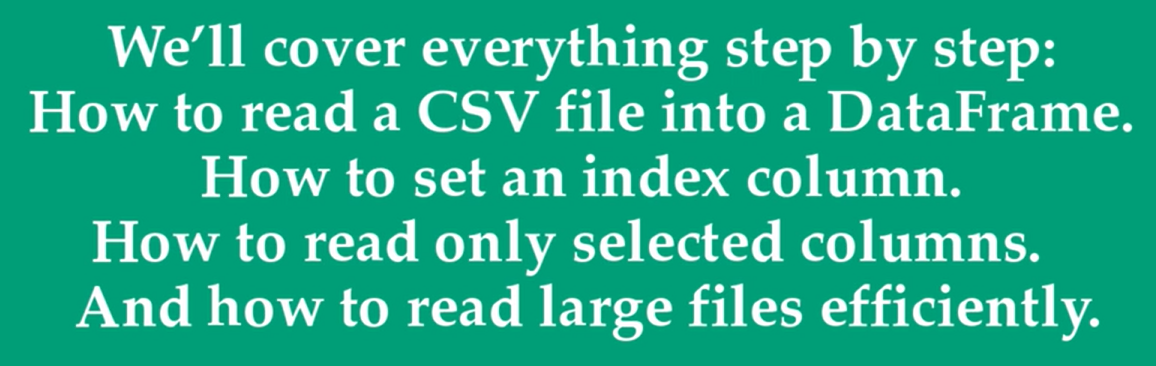 We’ll cover everything step by step:
How to read a CSV file into a DataFrame.
How to set an index column.
How to read only selected columns.
And how to read large files efficiently.